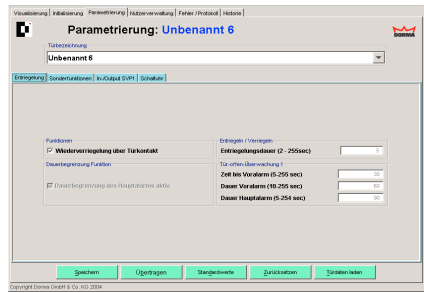 Visualisierung Initialisierung Parametrierung Nutzerverwaltung Fehler / Protokoll Historie
Parametrierung: Unbenannt 6
DORMA
Türbezeichnung
Unbenannt 6
Entriegelung Sonderfunktionen In-/Output SVP1 Schaltuhr
Funktionen
Wiederverriegelung über Türkontakt
Entriegeln / Verriegeln
Entriegelungsdauer (2 - 255sec) 6
Dauerbegrenzung Funktion
Dauerbegrenzung des Hauptalarms aktiv
Tür-offen-Überwachung 1
Zeit bis Voralarm (5-255 sec) 30
Dauer Voralarm (10-255 sec) 60
Dauer Hauptalarm (5-254 sec) 90
Speichern Übertragen Standardwerte Zurücksetzen Türdaten laden
Copyright Dorma GmbH & Co. KG 2004